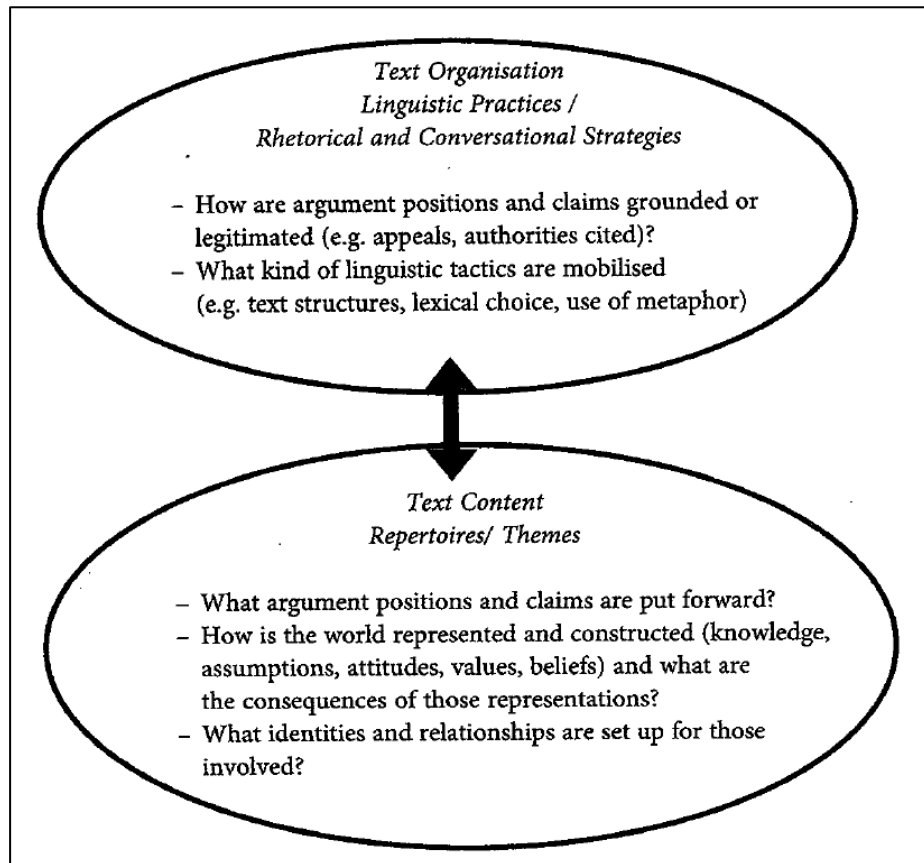 Text Organisation
Linguistic Practices /
Rhetorical and Conversational Strategies
– How are argument positions and claims grounded or
legitimated (e.g. appeals, authorities cited)?
– What kind of linguistic tactics are mobilised
(e.g. text structures, lexical choice, use of metaphor)
Text Content
Repertoires/ Themes
– What argument positions and claims are put forward?
– How is the world represented and constructed (knowledge,
assumptions, attitudes, values, beliefs) and what are
the consequences of those representations?
– What identities and relationships are set up for those
involved?